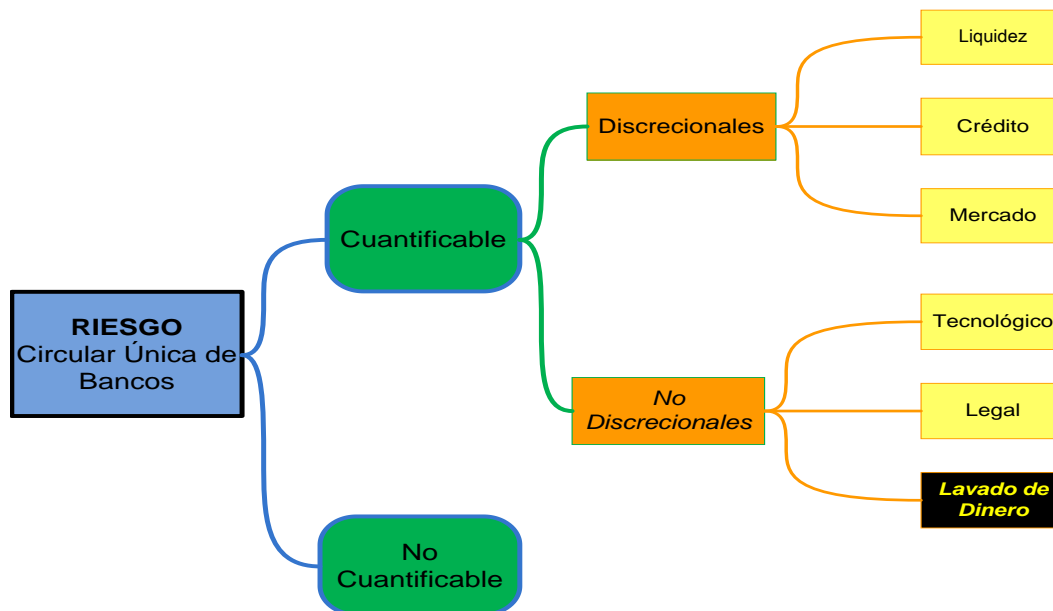 RIESGO
Circular Única de
Bancos
Cuantificable
No
Cuantificable
Discrecionales
No
Discrecionales
Liquidez
Crédito
Mercado
Tecnológico
Legal
Lavado de
Dinero